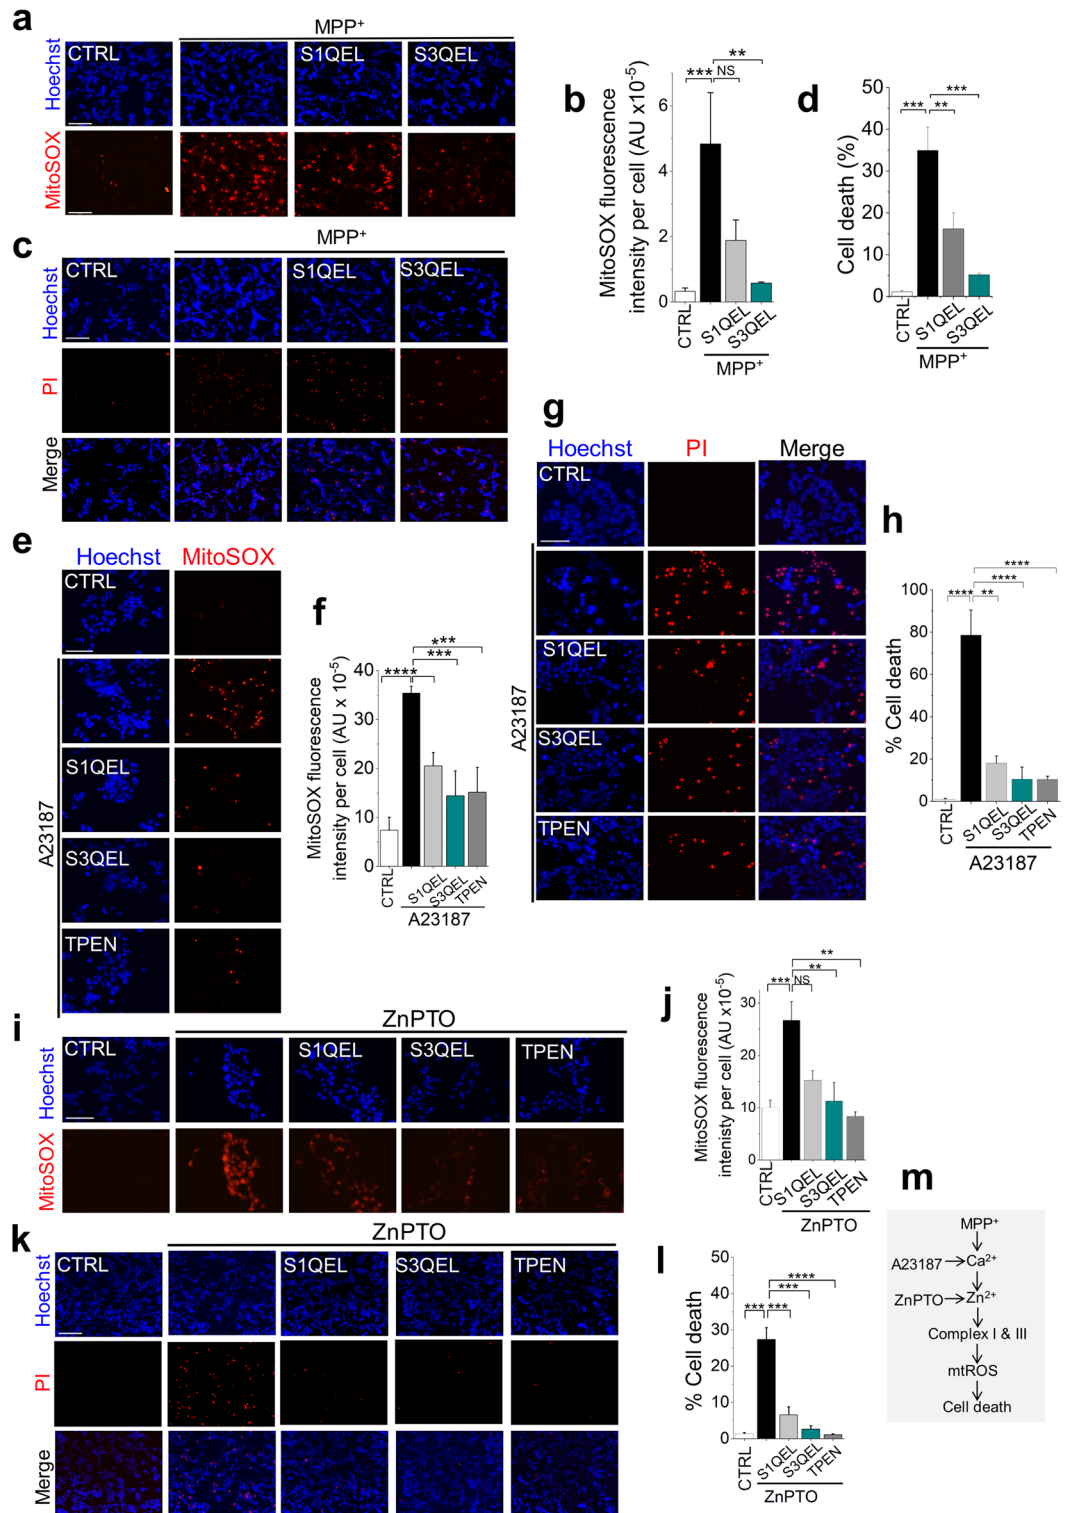 a
MPP+
Hoechst
CTRL
S1QEL
S3QEL
MitoSOX
b
MitoSOX fluorescence
intensity per cell (AU x10-5)
6
4
2
0
***
NS
**
CTRL
S1QEL
S3QEL
MPP+
d
Cell death (%)
50
40
30
20
10
0
***
**
***
CTRL
S1QEL
S3QEL
MPP+
c
MPP+
Hoechst
CTRL
S1QEL
S3QEL
PI
Merge
e
Hoechst
MitoSOX
CTRL
A23187
S1QEL
S3QEL
TPEN
f
MitoSOX fluorescence
intensity per cell (AU x 10-5)
40
30
20
10
0
****
***
***
CTRL
S1QEL
S3QEL
TPEN
A23187
g
Hoechst
PI
Merge
CTRL
A23187
S1QEL
S3QEL
TPEN
h
% Cell death
100
80
60
40
20
0
****
**
****
****
CTRL
S1QEL
S3QEL
TPEN
A23187
i
ZnPTO
Hoechst
CTRL
S1QEL
S3QEL
TPEN
MitoSOX
j
MitoSOX fluorescence
intenisty per cell (AU x10-5)
30
20
10
0
***
NS
**
**
CTRL
S1QEL
S3QEL
TPEN
ZnPTO
k
ZnPTO
Hoechst
CTRL
S1QEL
S3QEL
TPEN
PI
Merge
l
% Cell death
50
40
30
20
10
0
***
***
***
****
CTRL
S1QEL
S3QEL
TPEN
ZnPTO
m
MPP+
A23187
Ca2+
ZnPTO
Zn2+
Complex I & III
mtROS
Cell death